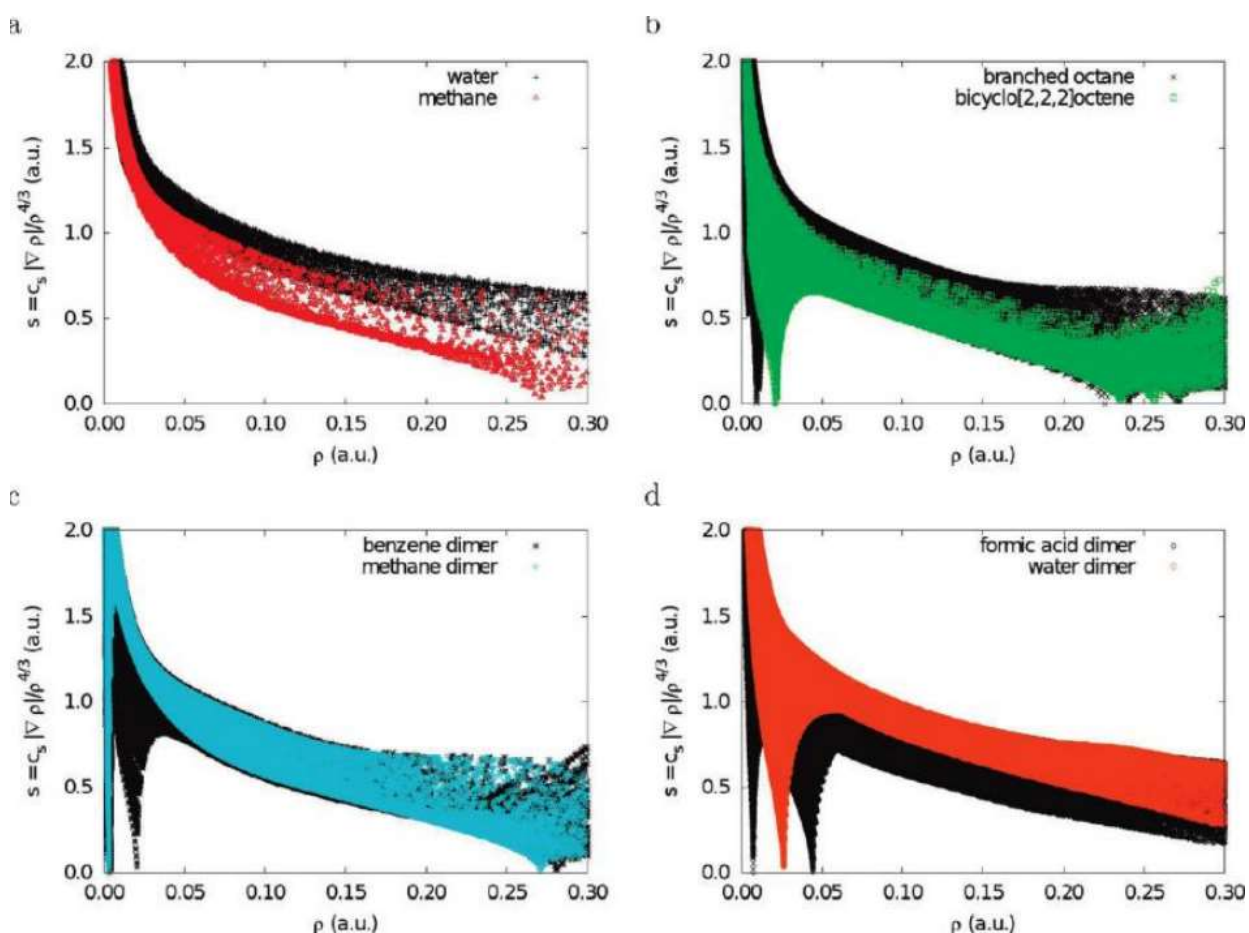 a
b
2.0
1.5
1.0
0.5
0.0
0.00 0.05 0.10 0.15 0.20 0.25 0.30
s = cₛ |∇ ρ|/ρ^4/3 (a.u.)
ρ (a.u.)
water
methane
2.0
1.5
1.0
0.5
0.0
0.00 0.05 0.10 0.15 0.20 0.25 0.30
s = cₛ |∇ ρ|/ρ^4/3 (a.u.)
ρ (a.u.)
branched octane
bicyclo[2,2,2]octene
c
d
2.0
1.5
1.0
0.5
0.0
0.00 0.05 0.10 0.15 0.20 0.25 0.30
s = cₛ |∇ ρ|/ρ^4/3 (a.u.)
ρ (a.u.)
benzene dimer
methane dimer
2.0
1.5
1.0
0.5
0.0
0.00 0.05 0.10 0.15 0.20 0.25 0.30
s = cₛ |∇ ρ|/ρ^4/3 (a.u.)
ρ (a.u.)
formic acid dimer
water dimer